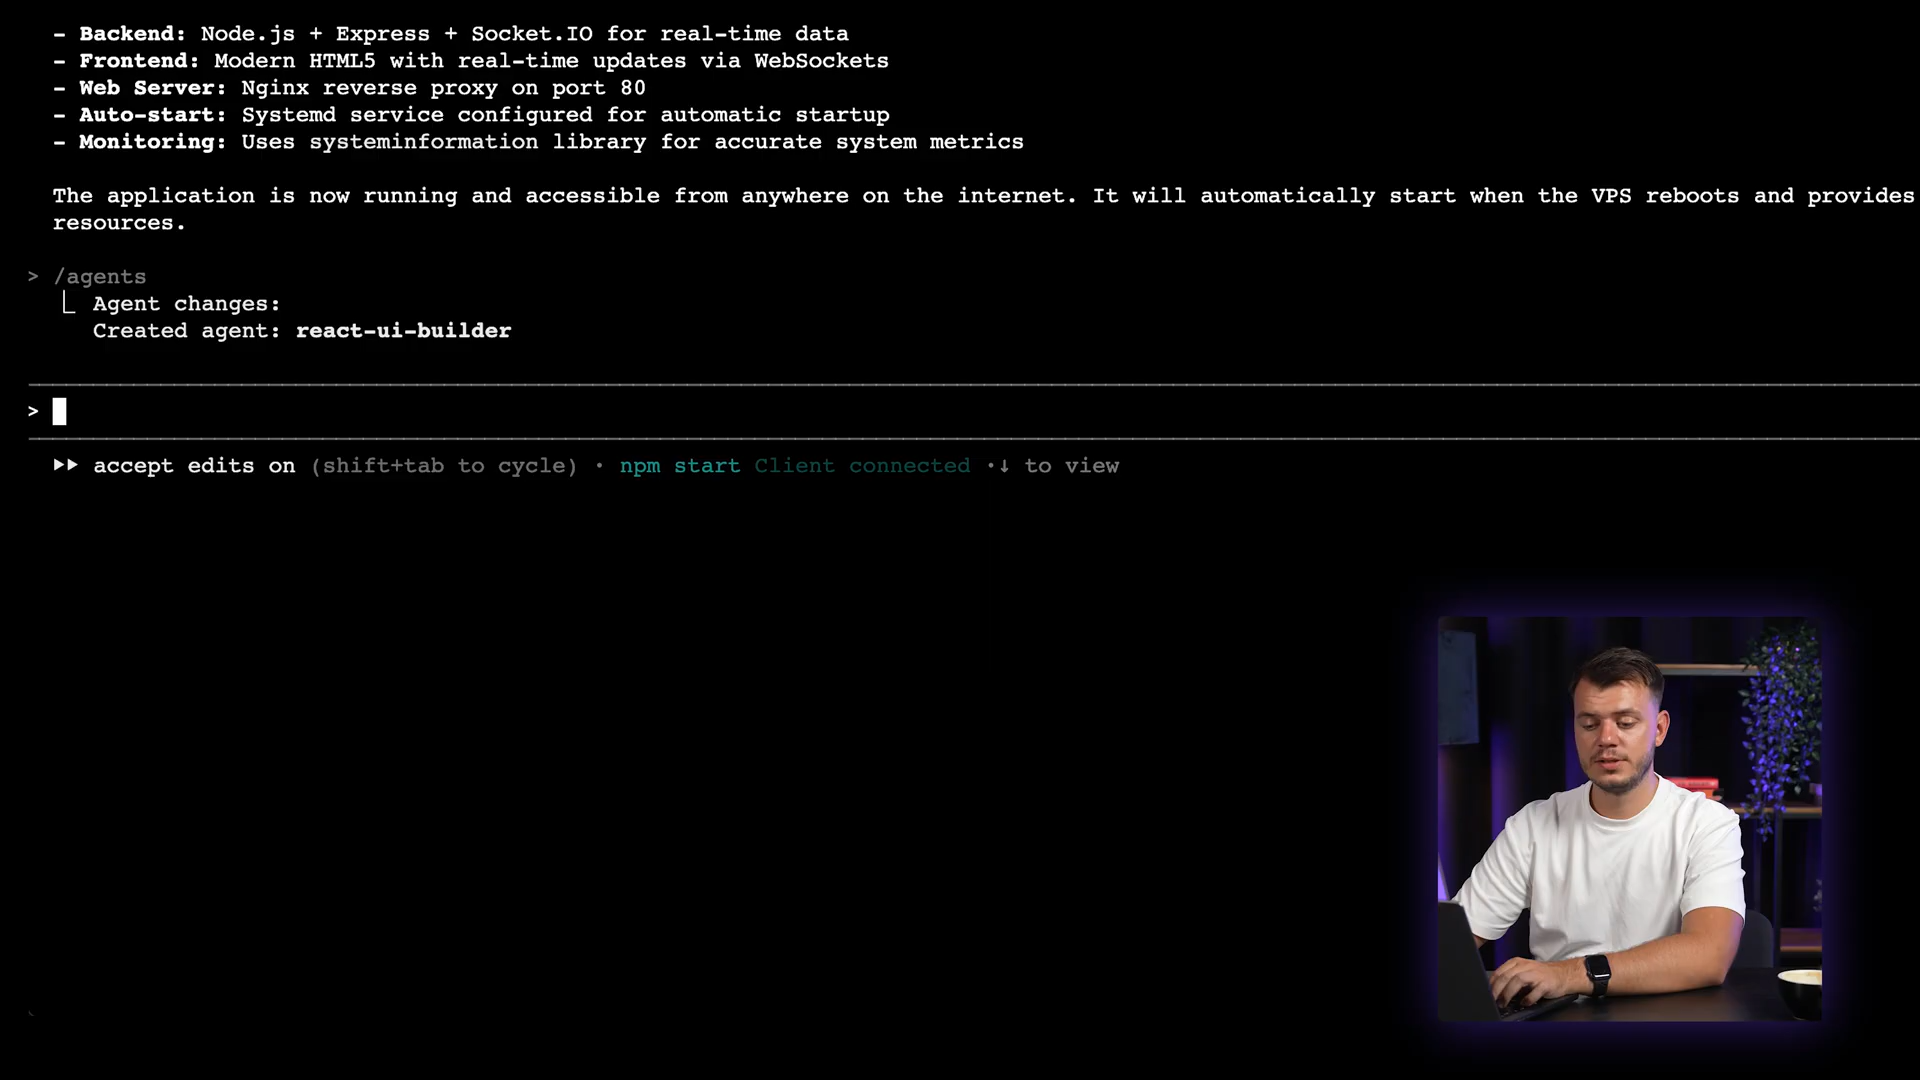 - Backend: Node.js + Express + Socket.IO for real-time data
- Frontend: Modern HTML5 with real-time updates via WebSockets
- Web Server: Nginx reverse proxy on port 80
- Auto-start: Systemd service configured for automatic startup
- Monitoring: Uses systeminformation library for accurate system metrics
The application is now running and accessible from anywhere on the internet. It will automatically start when the VPS reboots and provides
resources.
> /agents
Agent changes:
Created agent: react-ui-builder
>
accept edits on (shift+tab to cycle) · npm start Client connected ·↓ to view